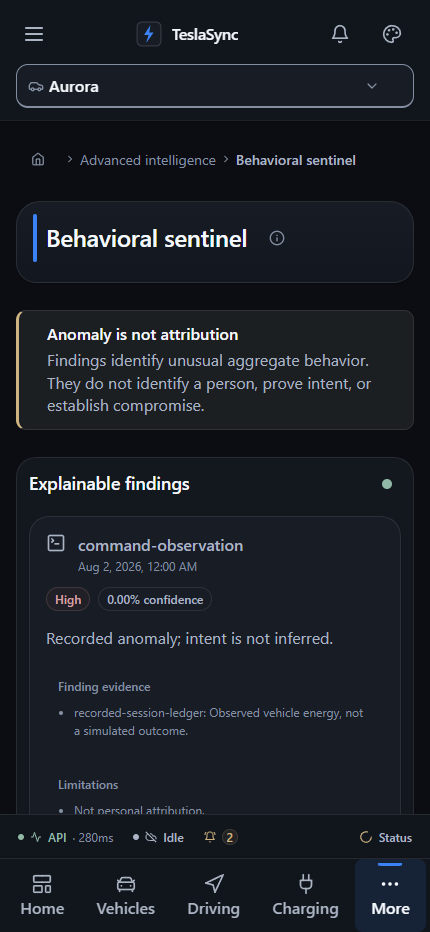 TeslaSync
Aurora
Advanced intelligence
Behavioral sentinel
Behavioral sentinel
Anomaly is not attribution
Findings identify unusual aggregate behavior.
They do not identify a person, prove intent, or
establish compromise.
Explainable findings
command-observation
Aug 2, 2026, 12:00 AM
High
0.00% confidence
Recorded anomaly; intent is not inferred.
Finding evidence
• recorded-session-ledger: Observed vehicle energy, not
a simulated outcome.
Limitations
• Not personal attribution.
API · 280ms
Idle
2
Status
Home
Vehicles
Driving
Charging
More